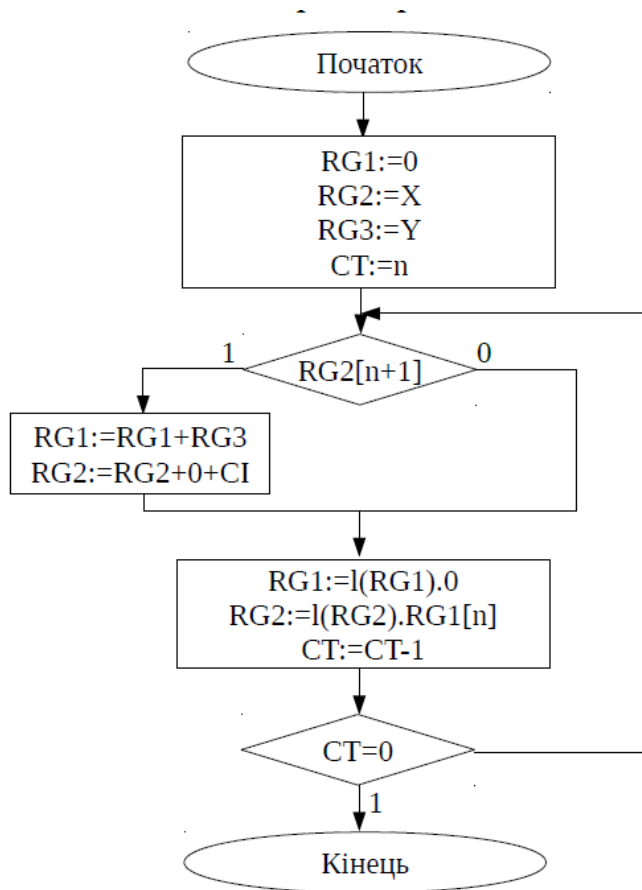 Початок
RG1:=0
RG2:=X
RG3:=Y
CT:=n
1
0
RG2[n+1]
RG1:=RG1+RG3
RG2:=RG2+0+CI
RG1:=l(RG1).0
RG2:=l(RG2).RG1[n]
CT:=CT-1
CT=0
1
Кінець